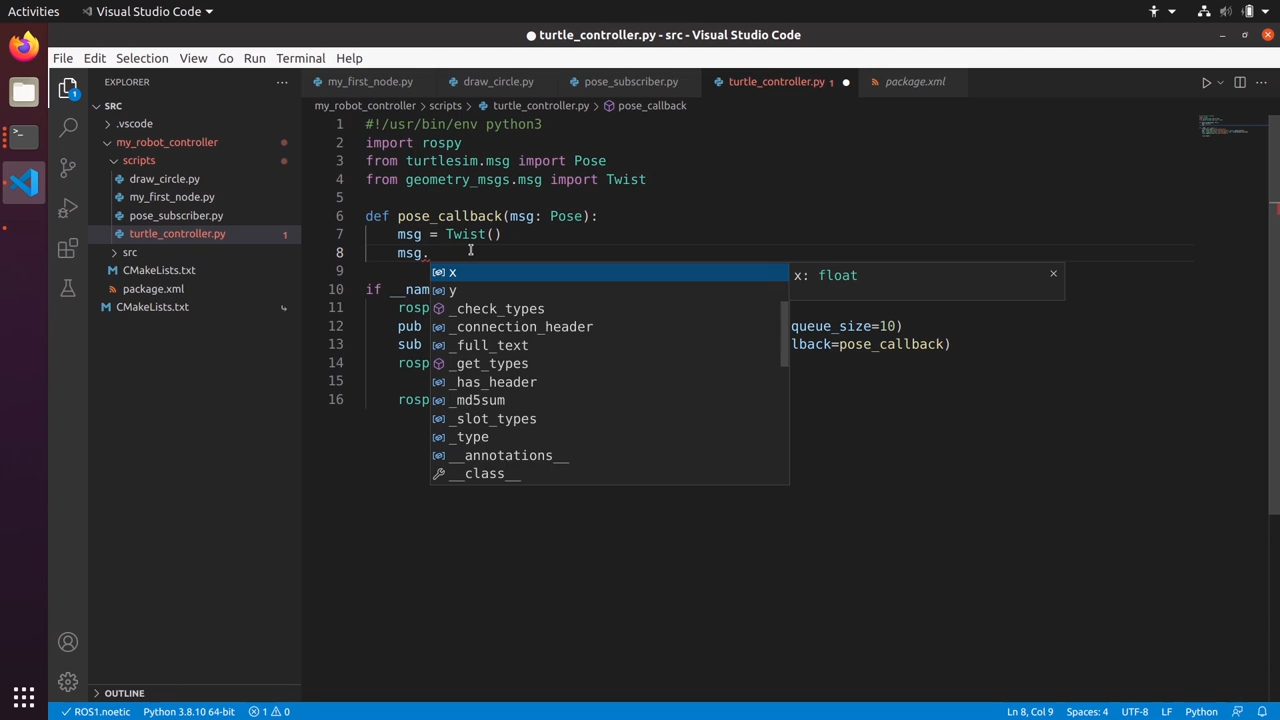 Activities
Visual Studio Code
turtle_controller.py - src - Visual Studio Code
File Edit Selection View Go Run Terminal Help
EXPLORER
my_first_node.py
draw_circle.py
pose_subscriber.py
turtle_controller.py 1
package.xml
SRC
.vscode
my_robot_controller
scripts
draw_circle.py
my_first_node.py
pose_subscriber.py
turtle_controller.py 1
src
CMakeLists.txt
package.xml
CMakeLists.txt
OUTLINE
my_robot_controller > scripts > turtle_controller.py > pose_callback
1 #!/usr/bin/env python3
2 import rospy
3 from turtlesim.msg import Pose
4 from geometry_msgs.msg import Twist
5
6 def pose_callback(msg: Pose):
7 msg = Twist()
8 msg.
9
10 if __nam
11 rosp
12 pub queue_size=10)
13 sub lback=pose_callback)
14 rosp
15
16 rosp
x
y
_check_types
_connection_header
_full_text
_get_types
_has_header
_md5sum
_slot_types
_type
__annotations__
__class__
x: float
1
ROS1.noetic Python 3.8.10 64-bit 1 0 Ln 8, Col 9 Spaces: 4 UTF-8 LF Python